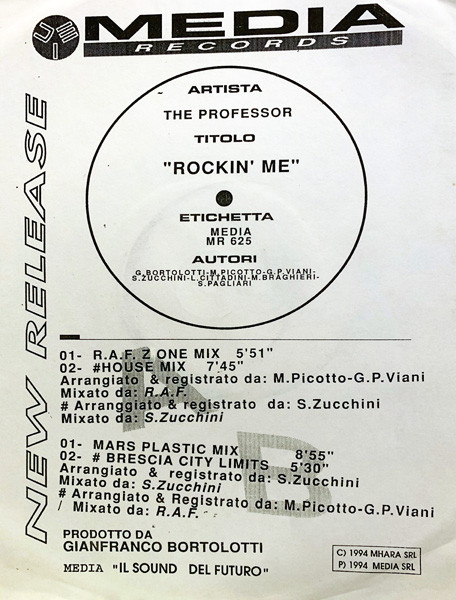 MEDIA
RECORDS
NEW RELEASE
ARTISTA
THE PROFESSOR
TITOLO
"ROCKIN' ME"
ETICHETTA
MEDIA
MR 625
AUTORI
G.BORTOLOTTI-M.PICOTTO-G.P.VIANI-
S.ZUCCHINI-L.CITTADINI-M.BRAGHIERI-
S.PAGLIARI
A
01- R.A.F. Z ONE MIX 5'51"
02- #HOUSE MIX 7'45"
Arrangiato & registrato da: M.Picotto-G.P.Viani
Mixato da: R.A.F.
# Arranggiato & registrato da: S.Zucchini
Mixato da: S.Zucchini
B
01- MARS PLASTIC MIX 8'55"
02- # BRESCIA CITY LIMITS 5'30"
Arrangiato & registrato da: S.Zucchini
Mixato da: S.Zucchini
# Arrangiato & Registrato da: M.Picotto-G.P.Viani
/ Mixato da: R.A.F.
PRODOTTO DA
GIANFRANCO BORTOLOTTI
MEDIA "IL SOUND DEL FUTURO"
C) 1994 MHARA SRL
P) 1994 MEDIA SRL